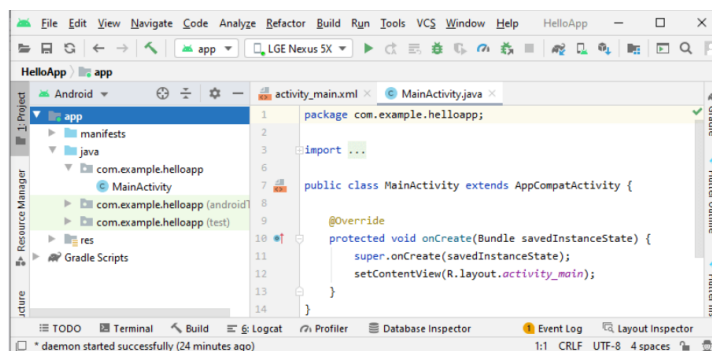 File Edit View Navigate Code Analyze Refactor Build Run Tools VCS Window Help HelloApp
app LGE Nexus 5X
HelloApp app
Android
activity_main.xml MainActivity.java
1: Project
Resource Manager
app
manifests
java
com.example.helloapp
MainActivity
com.example.helloapp (androidT
com.example.helloapp (test)
res
Gradle Scripts
1 package com.example.helloapp;
2
3 import ...
6
7 public class MainActivity extends AppCompatActivity {
8
9 @Override
10 protected void onCreate(Bundle savedInstanceState) {
11 super.onCreate(savedInstanceState);
12 setContentView(R.layout.activity_main);
13 }
14 }
TODO Terminal Build 6: Logcat Profiler Database Inspector 1 Event Log Layout Inspector
* daemon started successfully (24 minutes ago) 1:1 CRLF UTF-8 4 spaces